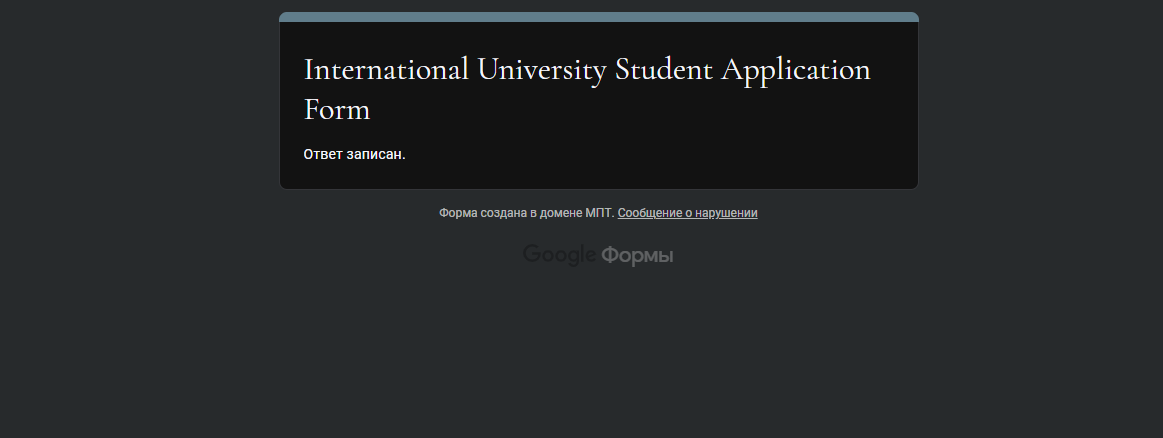 International University Student Application
Form
Ответ записан.
Форма создана в домене МПТ. Сообщение о нарушении
Google Формы